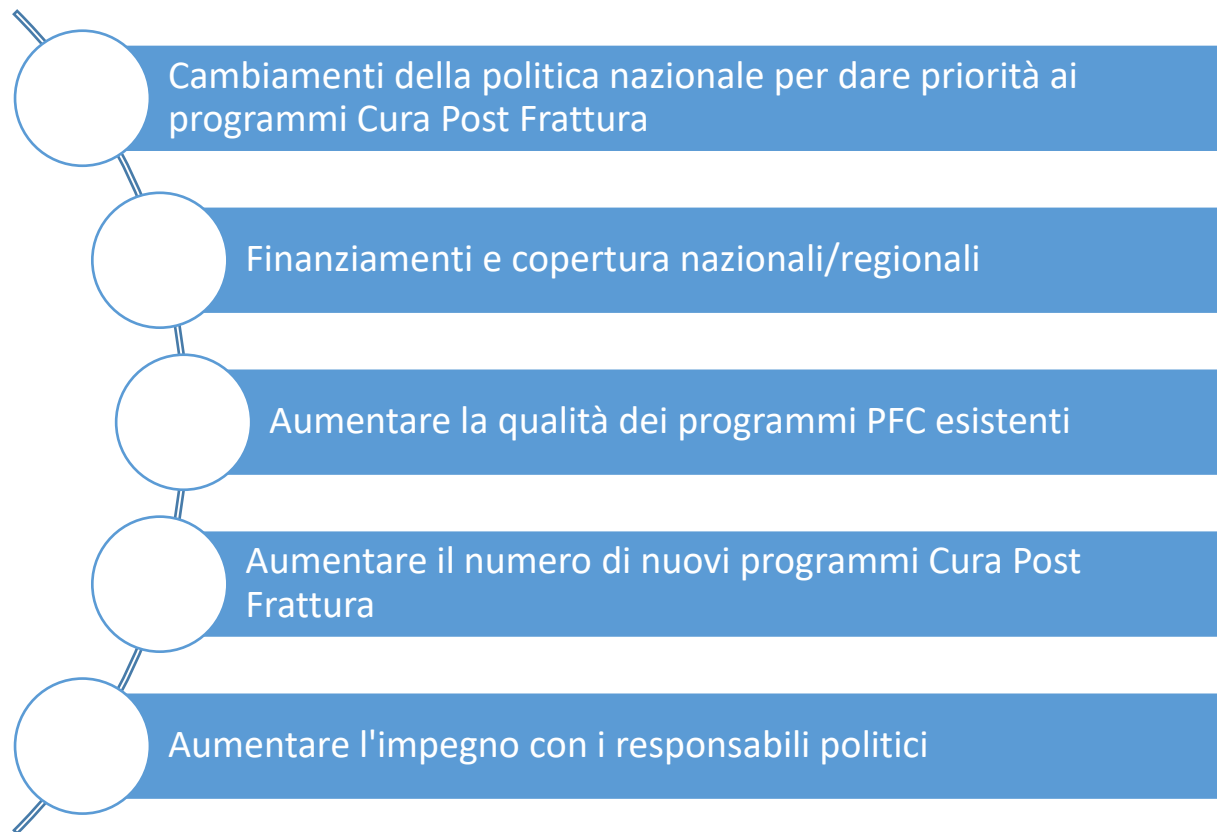 Cambiamenti della politica nazionale per dare priorità ai
programmi Cura Post Frattura
Finanziamenti e copertura nazionali/regionali
Aumentare la qualità dei programmi PFC esistenti
Aumentare il numero di nuovi programmi Cura Post
Frattura
Aumentare l'impegno con i responsabili politici